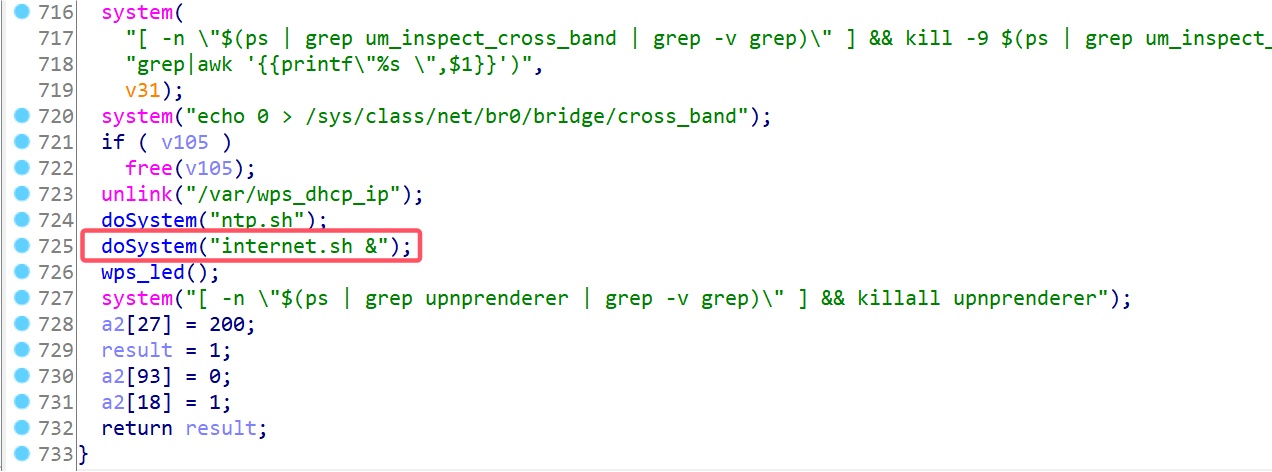 716 system(
717 "[ -n \"$(ps | grep um_inspect_cross_band | grep -v grep)\" ] && kill -9 $(ps | grep um_inspect_
718 "grep|awk '{{printf\"%s \",$1}}')",
719 v31);
720 system("echo 0 > /sys/class/net/br0/bridge/cross_band");
721 if ( v105 )
722 free(v105);
723 unlink("/var/wps_dhcp_ip");
724 doSystem("ntp.sh");
725 doSystem("internet.sh &");
726 wps_led();
727 system("[ -n \"$(ps | grep upnprenderer | grep -v grep)\" ] && killall upnprenderer");
728 a2[27] = 200;
729 result = 1;
730 a2[93] = 0;
731 a2[18] = 1;
732 return result;
733 }